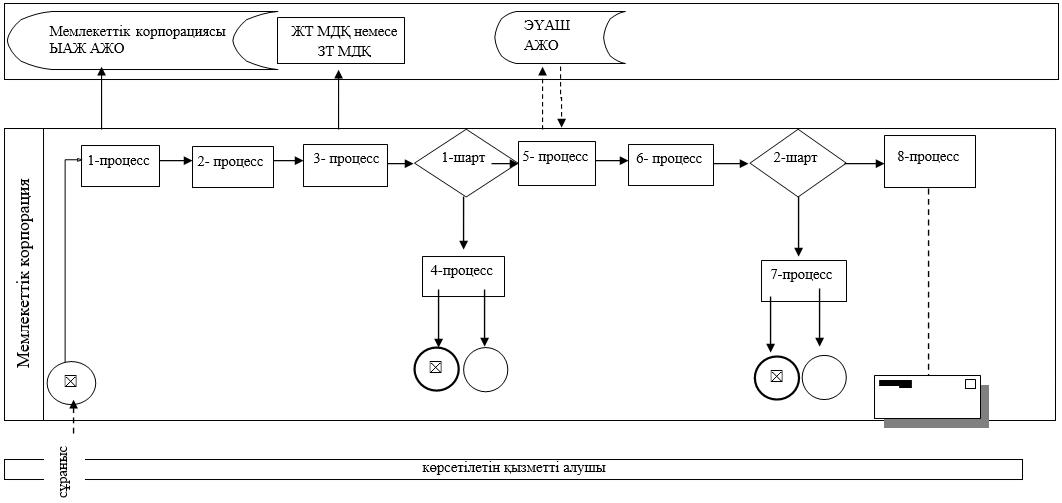 Мемлекеттік корпорациясы
ЫАЖ АЖО
ЖТ МДҚ немесе
ЗТ МДҚ
ЭҮАШ
АЖО
Мемлекеттік корпорация
1-процесс
2- процесс
3- процесс
1-шарт
5- процесс
6- процесс
2-шарт
8-процесс
4-процесс
7-процесс
сұраныс
көрсетілетін қызметті алушы